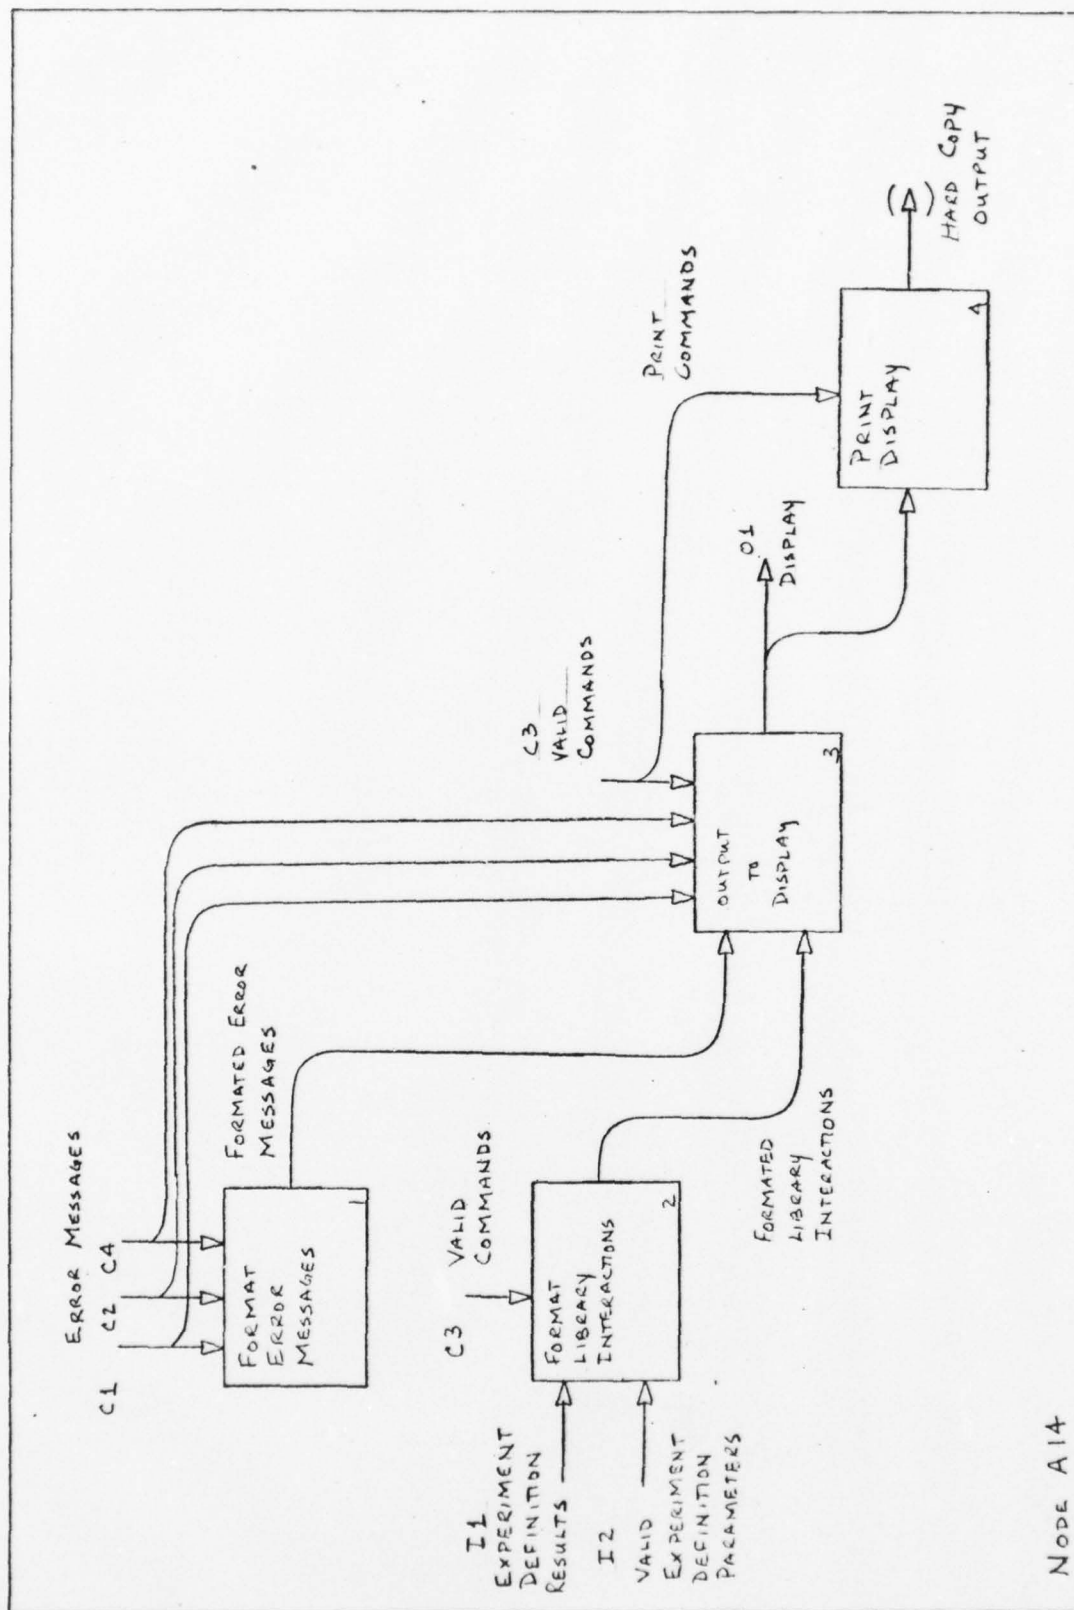 ERROR MESSAGES
C1 C2 C4
FORMAT
ERROR
MESSAGES
1
FORMATED ERROR
MESSAGES
I1
EXPERIMENT
DEFINITION
RESULTS
I2
VALID
EXPERIMENT
DEFINITION
PARAMETERS
C3
VALID
COMMANDS
FORMAT
LIBRARY
INTERACTIONS
2
FORMATED
LIBRARY
INTERACTIONS
C3
VALID
COMMANDS
OUTPUT
TO
DISPLAY
3
O1
DISPLAY
PRINT
COMMANDS
PRINT
DISPLAY
4
( )
HARD COPY
OUTPUT
NODE A14